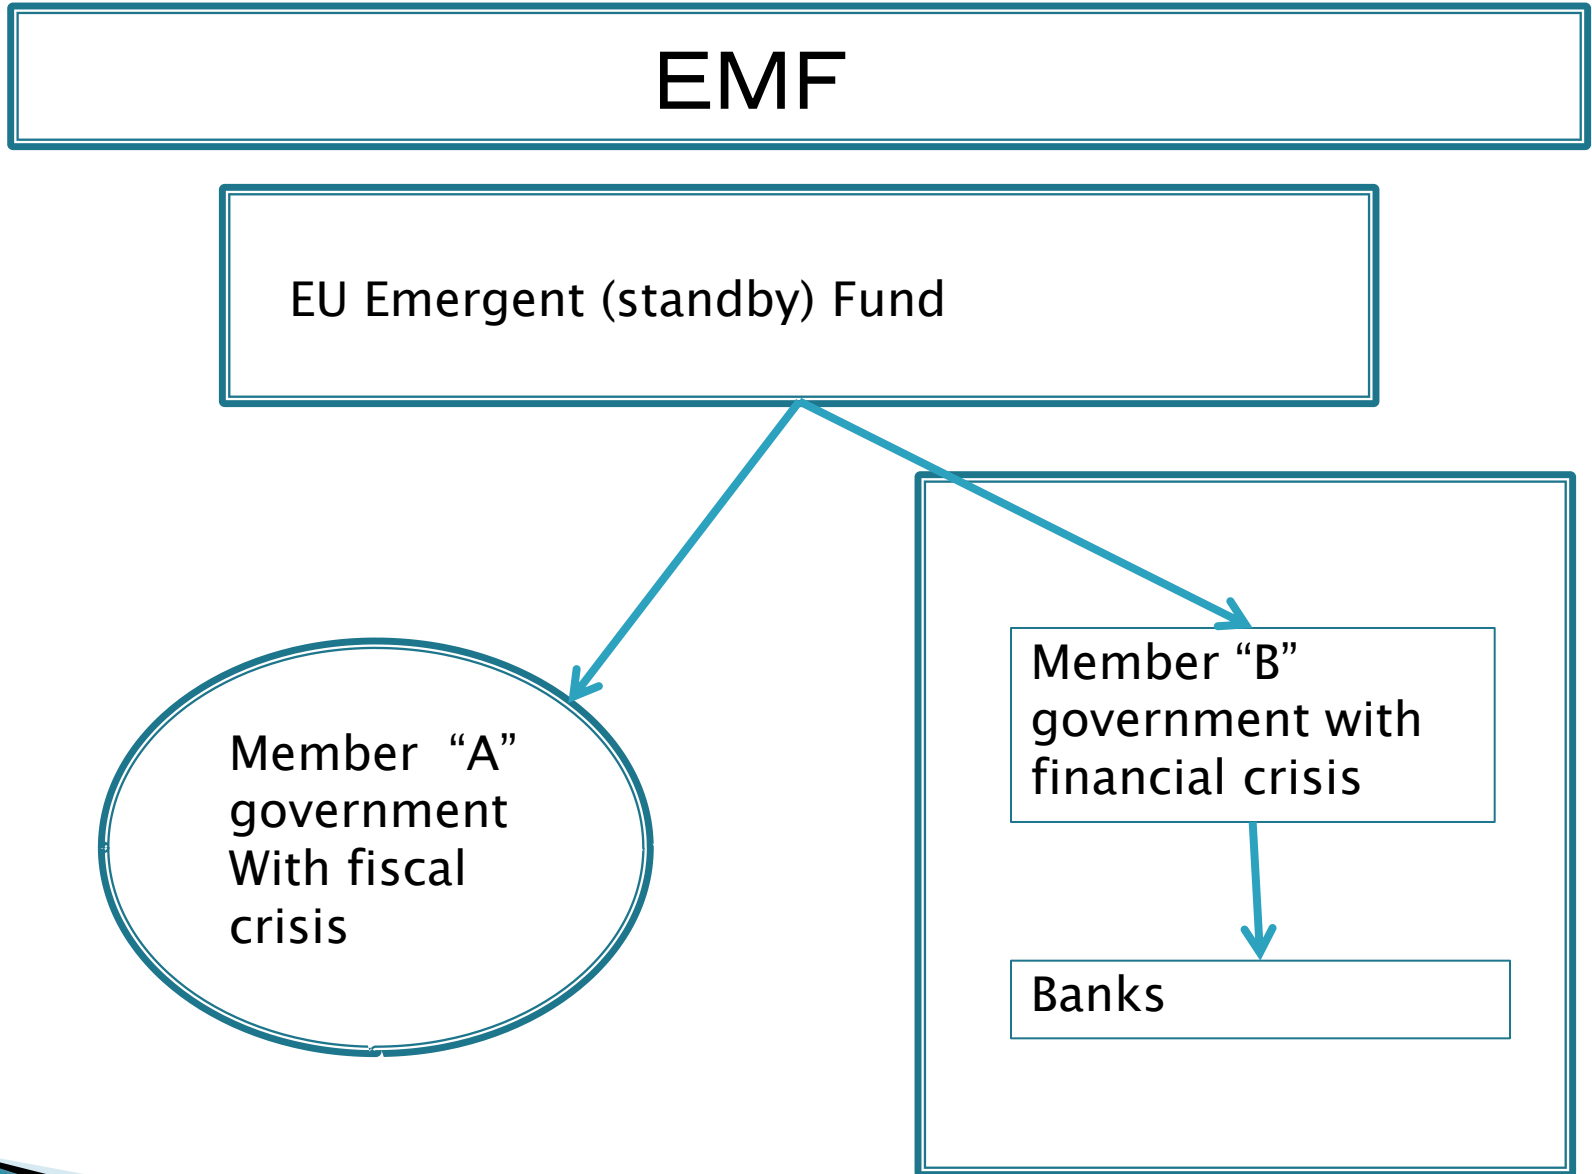 EMF
EU Emergent (standby) Fund
Member “A”
government
With fiscal
crisis
Member “B”
government with
financial crisis
Banks